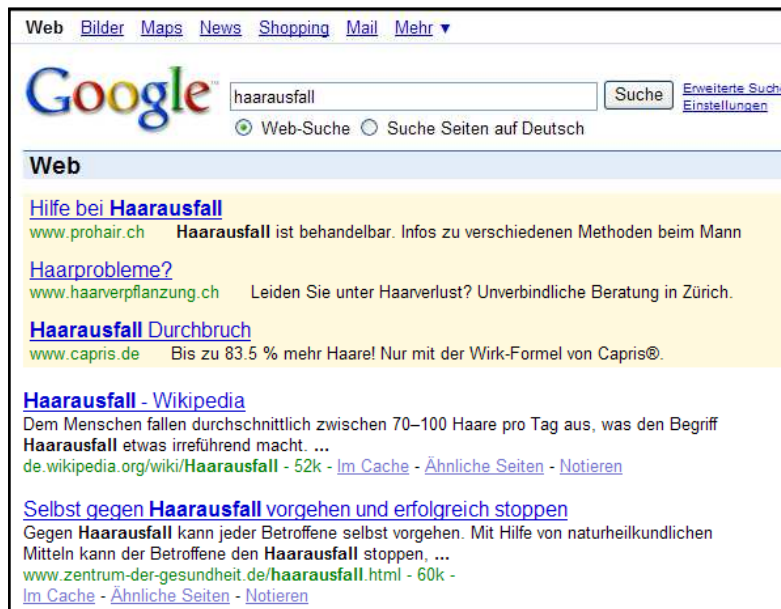 Web Bilder Maps News Shopping Mail Mehr ▼
Google™ haarausfall Suche Erweiterte Suche
Einstellungen
Web-Suche Suche Seiten auf Deutsch
Web
Hilfe bei Haarausfall
www.prohair.ch Haarausfall ist behandelbar. Infos zu verschiedenen Methoden beim Mann
Haarprobleme?
www.haarverpflanzung.ch Leiden Sie unter Haarverlust? Unverbindliche Beratung in Zürich.
Haarausfall Durchbruch
www.capris.de Bis zu 83.5 % mehr Haare! Nur mit der Wirk-Formel von Capris®.
Haarausfall - Wikipedia
Dem Menschen fallen durchschnittlich zwischen 70–100 Haare pro Tag aus, was den Begriff
Haarausfall etwas irreführend macht. ...
de.wikipedia.org/wiki/Haarausfall - 52k - Im Cache - Ähnliche Seiten - Notieren
Selbst gegen Haarausfall vorgehen und erfolgreich stoppen
Gegen Haarausfall kann jeder Betroffene selbst vorgehen. Mit Hilfe von naturheilkundlichen
Mitteln kann der Betroffene den Haarausfall stoppen, ...
www.zentrum-der-gesundheit.de/haarausfall.html - 60k -
Im Cache - Ähnliche Seiten - Notieren